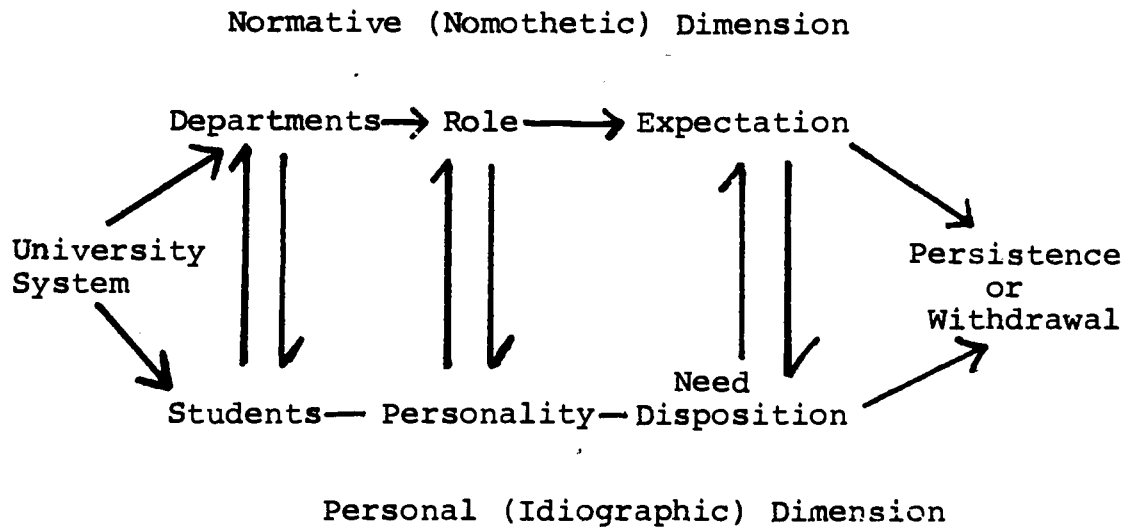 Normative (Nomothetic) Dimension
Departments Role Expectation
University
System
Persistence
or
Withdrawal
Need
Students Personality Disposition
Personal (Idiographic) Dimension